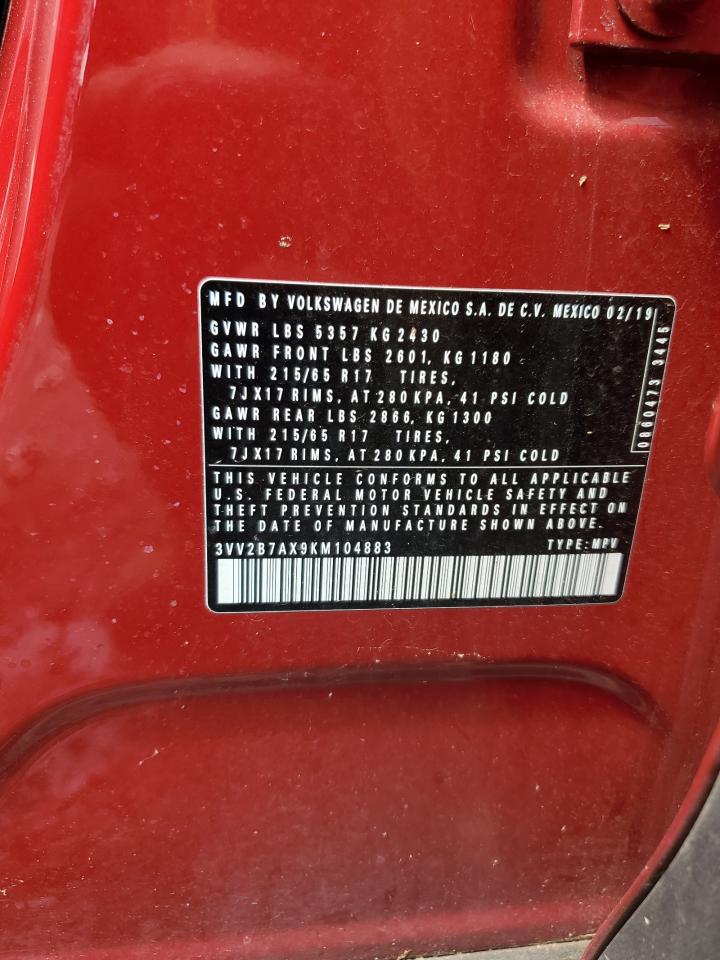 MFD BY VOLKSWAGEN DE MEXICO S.A. DE C.V. MEXICO 02/19
GVWR LBS 5357 KG 2430
GAWR FRONT LBS 2601, KG 1180
WITH 215/65 R17 TIRES,
7JX17 RIMS, AT 280 KPA, 41 PSI COLD
GAWR REAR LBS 2866, KG 1300
WITH 215/65 R17 TIRES,
7JX17 RIMS, AT 280 KPA, 41 PSI COLD
0860473 3445
THIS VEHICLE CONFORMS TO ALL APPLICABLE
U.S. FEDERAL MOTOR VEHICLE SAFETY AND
THEFT PREVENTION STANDARDS IN EFFECT ON
THE DATE OF MANUFACTURE SHOWN ABOVE.
3VV2B7AX9KM104883 TYPE: MPV